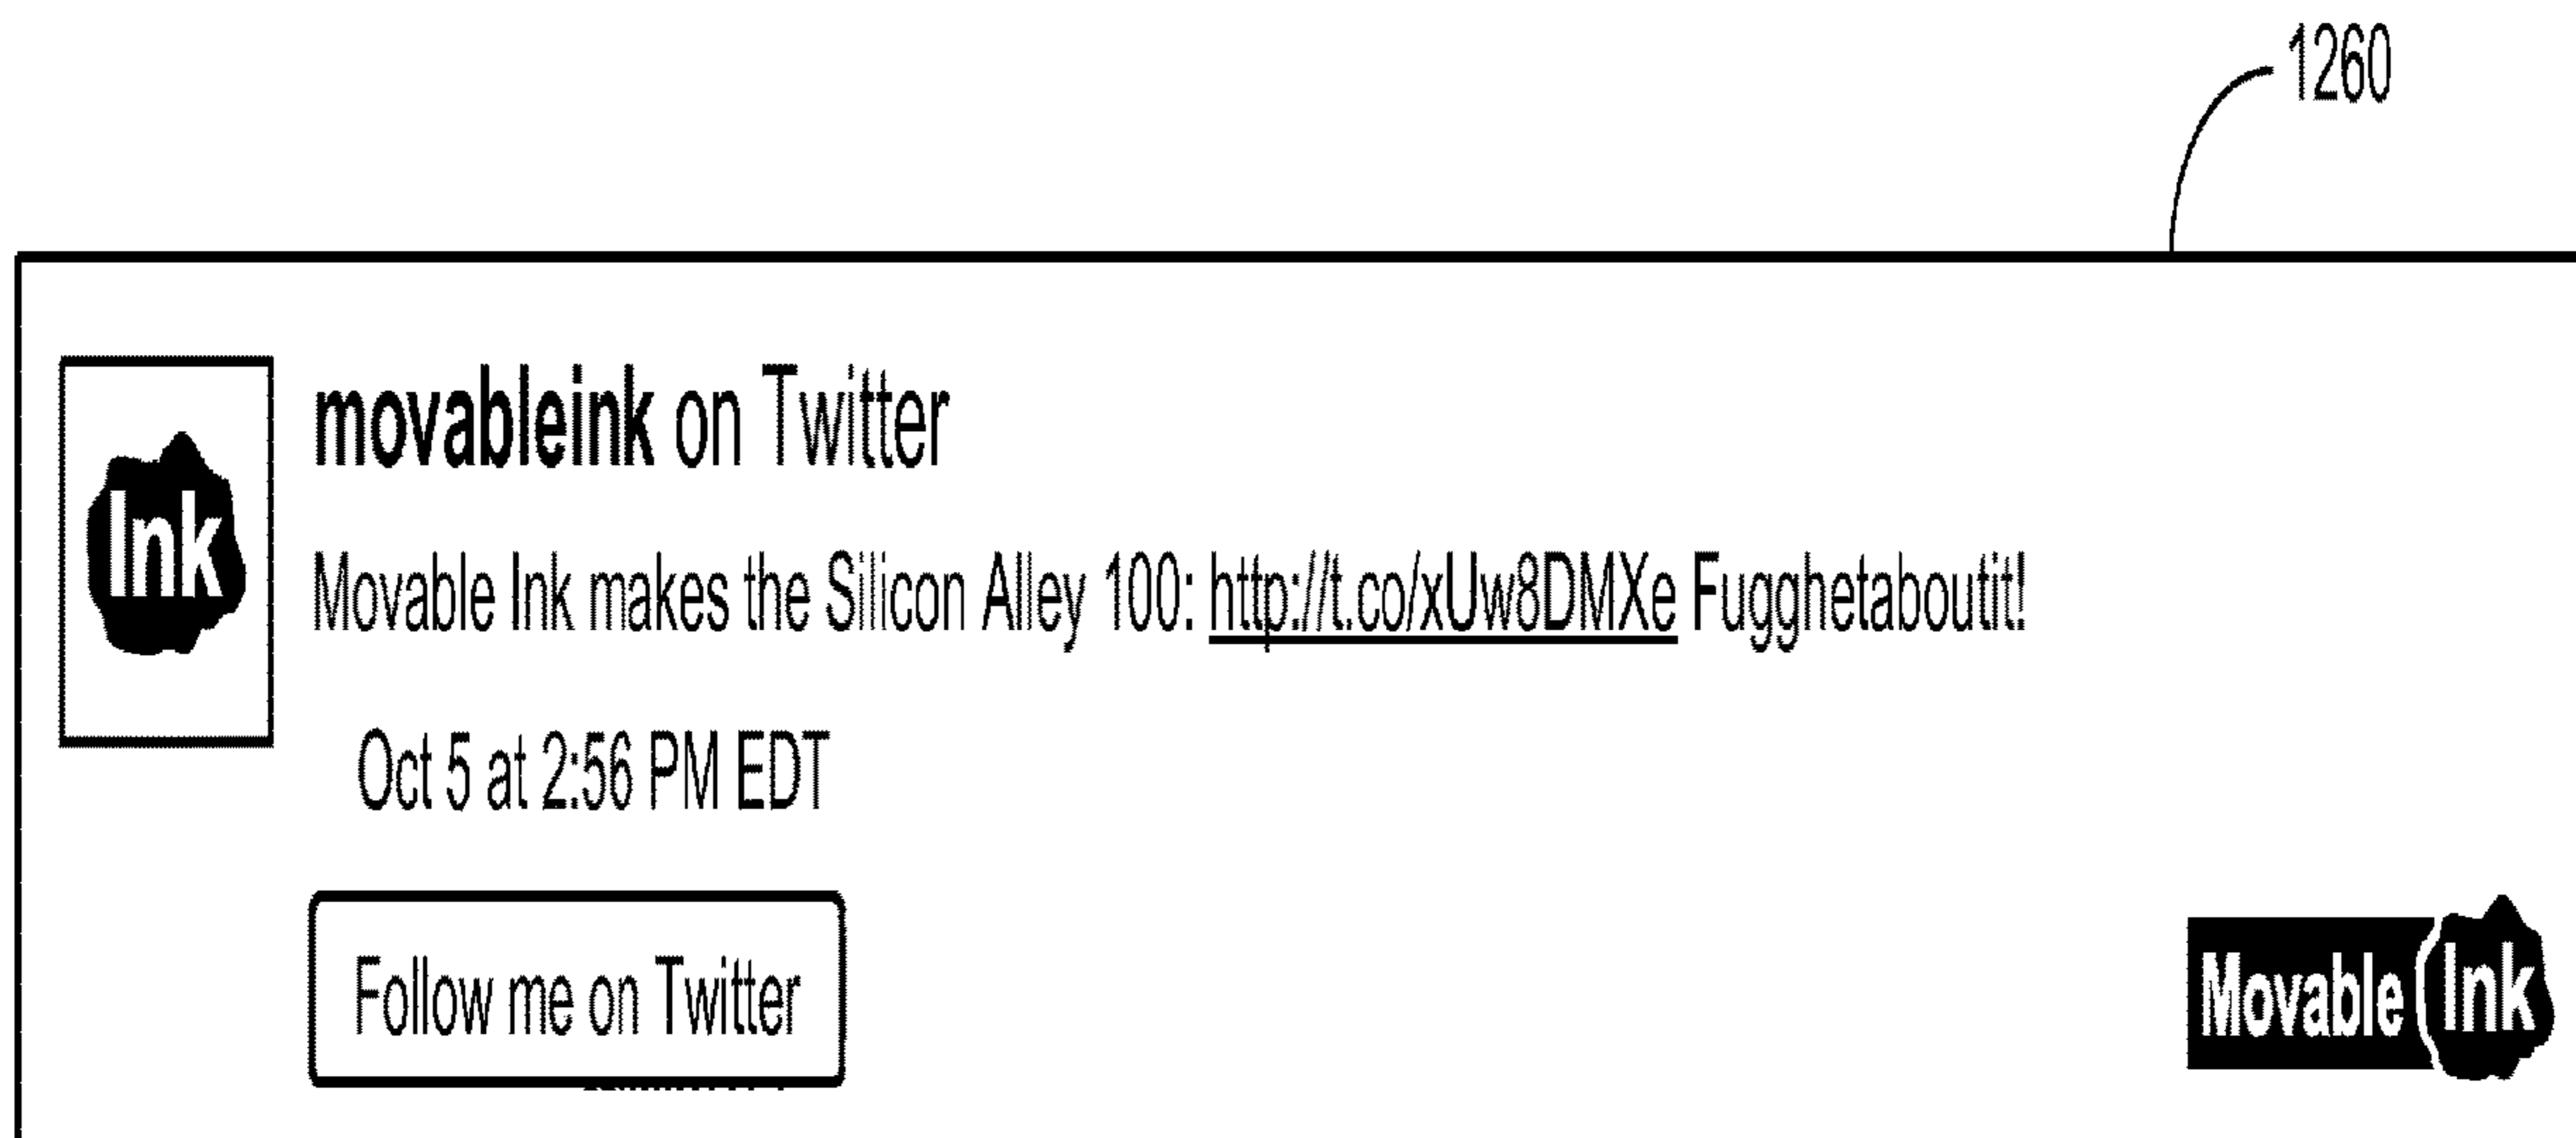 1260
movableink on Twitter
Ink
Movable Ink makes the Silicon Alley 100: http://t.co/xUw8DMXe Fugghetaboutit!
Oct 5 at 2:56 PM EDT
Follow me on Twitter
Movable Ink